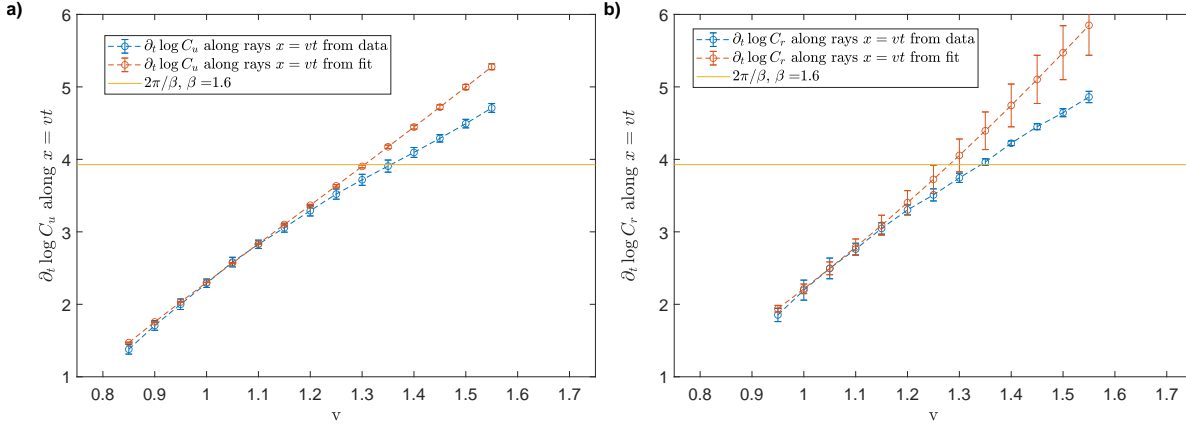 a)
∂ₜ log Cᵤ along x = vt
6
5
4
3
2
1
∂ₜ log Cᵤ along rays x = vt from data
∂ₜ log Cᵤ along rays x = vt from fit
2π/β, β =1.6
0.8 0.9 1 1.1 1.2 1.3 1.4 1.5 1.6 1.7
v
b)
∂ₜ log Cᵣ along x = vt
6
5
4
3
2
1
∂ₜ log Cᵣ along rays x = vt from data
∂ₜ log Cᵣ along rays x = vt from fit
2π/β, β =1.6
0.8 0.9 1 1.1 1.2 1.3 1.4 1.5 1.6 1.7
v